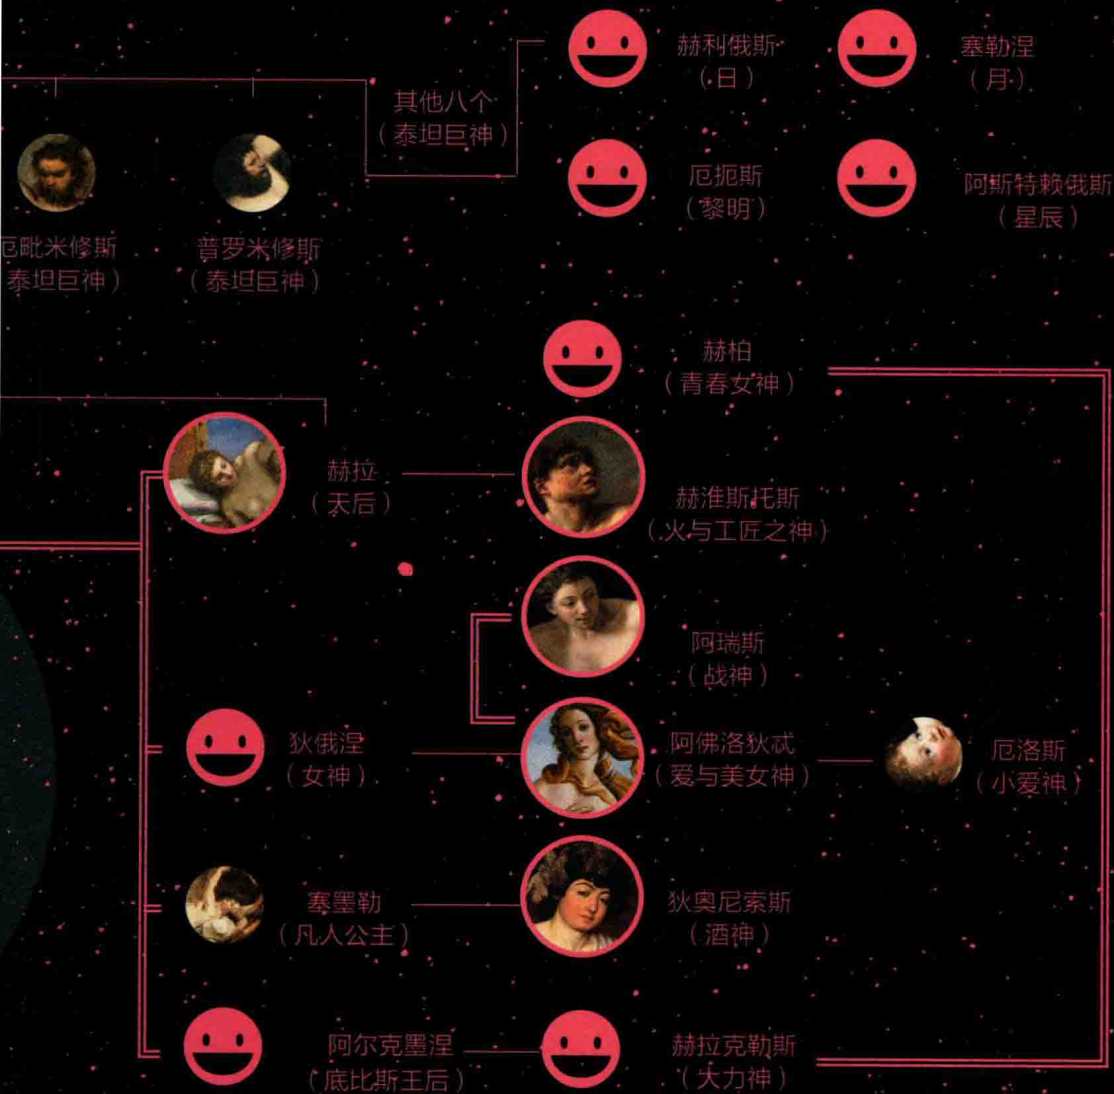 赫利俄斯
（日）
塞勒涅
（月）
其他八个
（泰坦巨神）
厄扼斯
（黎明）
阿斯特赖俄斯
（星辰）
厄毗米修斯
泰坦巨神）
普罗米修斯
（泰坦巨神）
赫柏
（青春女神）
赫拉
（天后）
赫淮斯托斯
（火与工匠之神）
阿瑞斯
（战神）
狄俄涅
（女神）
阿佛洛狄忒
（爱与美女神）
厄洛斯
（小爱神）
塞墨勒
（凡人公主）
狄奥尼索斯
（酒神）
阿尔克墨涅
（底比斯王后）
赫拉克勒斯
（大力神）